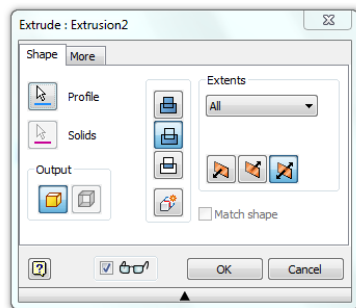 Extrude : Extrusion2
Shape
More
Profile
Solids
Output
Extents
All
Match shape
OK
Cancel